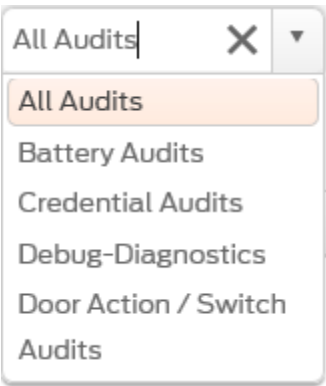 All Audits
All Audits
Battery Audits
Credential Audits
Debug-Diagnostics
Door Action / Switch
Audits